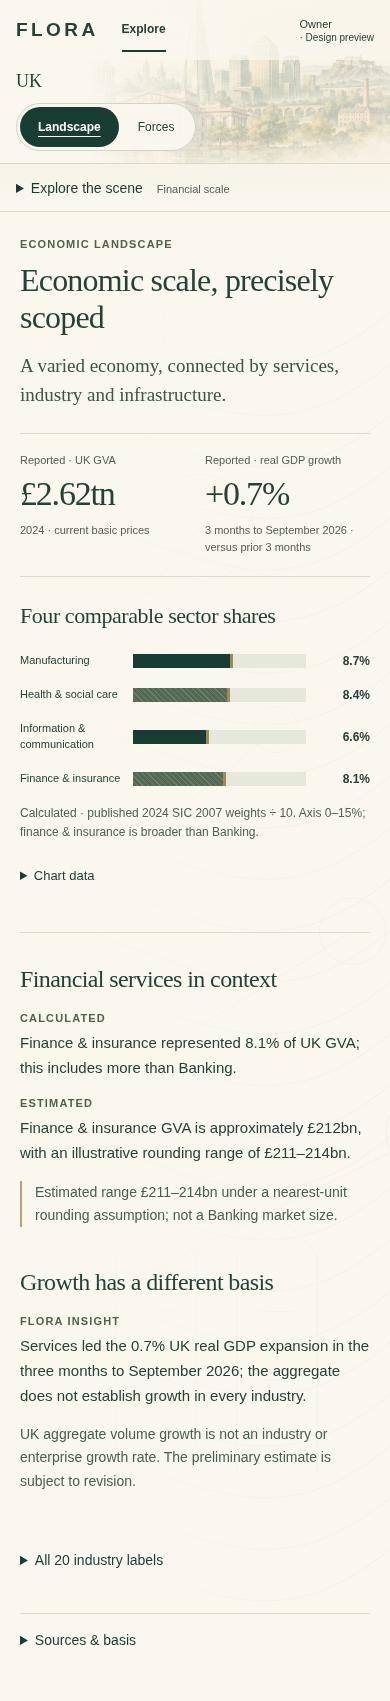 FLORA
Explore
Owner
· Design preview
UK
Landscape
Forces
Explore the scene
Financial scale
ECONOMIC LANDSCAPE
Economic scale, precisely
scoped
A varied economy, connected by services,
industry and infrastructure.
Reported · UK GVA
£2.62tn
2024 · current basic prices
Reported · real GDP growth
+0.7%
3 months to September 2026 ·
versus prior 3 months
Four comparable sector shares
Manufacturing 8.7%
Health & social care 8.4%
Information &
communication 6.6%
Finance & insurance 8.1%
Calculated · published 2024 SIC 2007 weights ÷ 10. Axis 0–15%;
finance & insurance is broader than Banking.
Chart data
Financial services in context
CALCULATED
Finance & insurance represented 8.1% of UK GVA;
this includes more than Banking.
ESTIMATED
Finance & insurance GVA is approximately £212bn,
with an illustrative rounding range of £211–214bn.
Estimated range £211–214bn under a nearest-unit
rounding assumption; not a Banking market size.
Growth has a different basis
FLORA INSIGHT
Services led the 0.7% UK real GDP expansion in the
three months to September 2026; the aggregate
does not establish growth in every industry.
UK aggregate volume growth is not an industry or
enterprise growth rate. The preliminary estimate is
subject to revision.
All 20 industry labels
Sources & basis